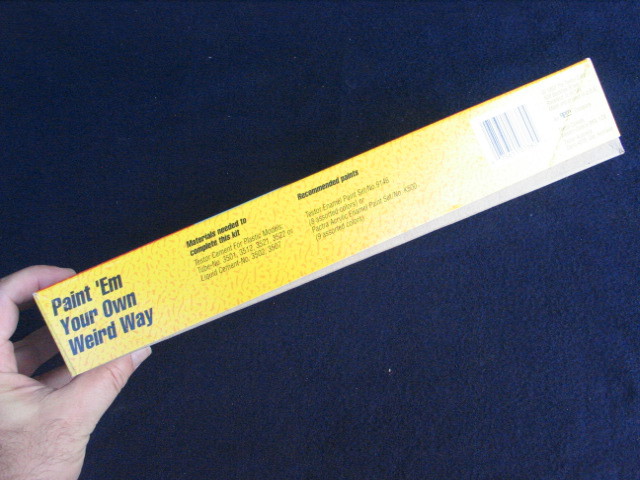 Paint 'Em
Your Own
Weird Way
Materials needed to
complete this kit
Testor Cement For Plastic Models
Tube-No. 3501, 3512, 3521, 3522 or
Liquid Cement-No. 3502, 3507
Recommended paints
Testor Enamel Paint Set/No. 9146
(9 assorted colors) or
Pactra Acrylic/Enamel Paint Set/No. 4300
(9 assorted colors)